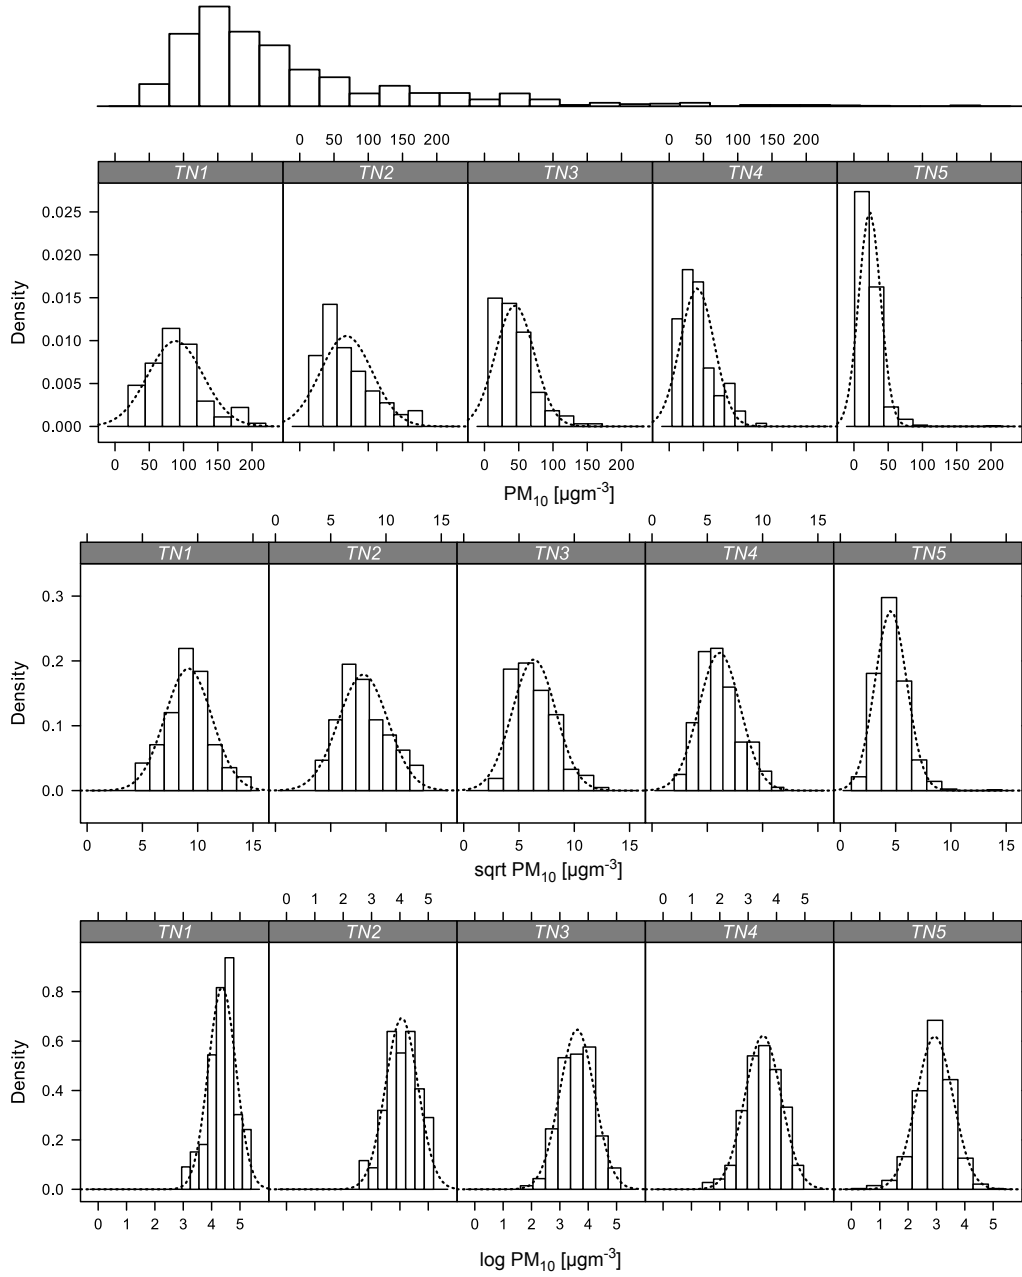 0 50 100 150 200 0 50 100 150 200
TN1 TN2 TN3 TN4 TN5
0.025
0.020
0.015
0.010
0.005
0.000
Density
0 50 100 150 200 0 50 100 150 200 0 50 100 150 200
PM10 [µgm-3]
0 5 10 15 0 5 10 15
TN1 TN2 TN3 TN4 TN5
0.3
0.2
0.1
0.0
Density
0 5 10 15 0 5 10 15 0 5 10 15
sqrt PM10 [µgm-3]
0 1 2 3 4 5 0 1 2 3 4 5
TN1 TN2 TN3 TN4 TN5
0.8
0.6
0.4
0.2
0.0
Density
0 1 2 3 4 5 0 1 2 3 4 5 0 1 2 3 4 5
log PM10 [µgm-3]